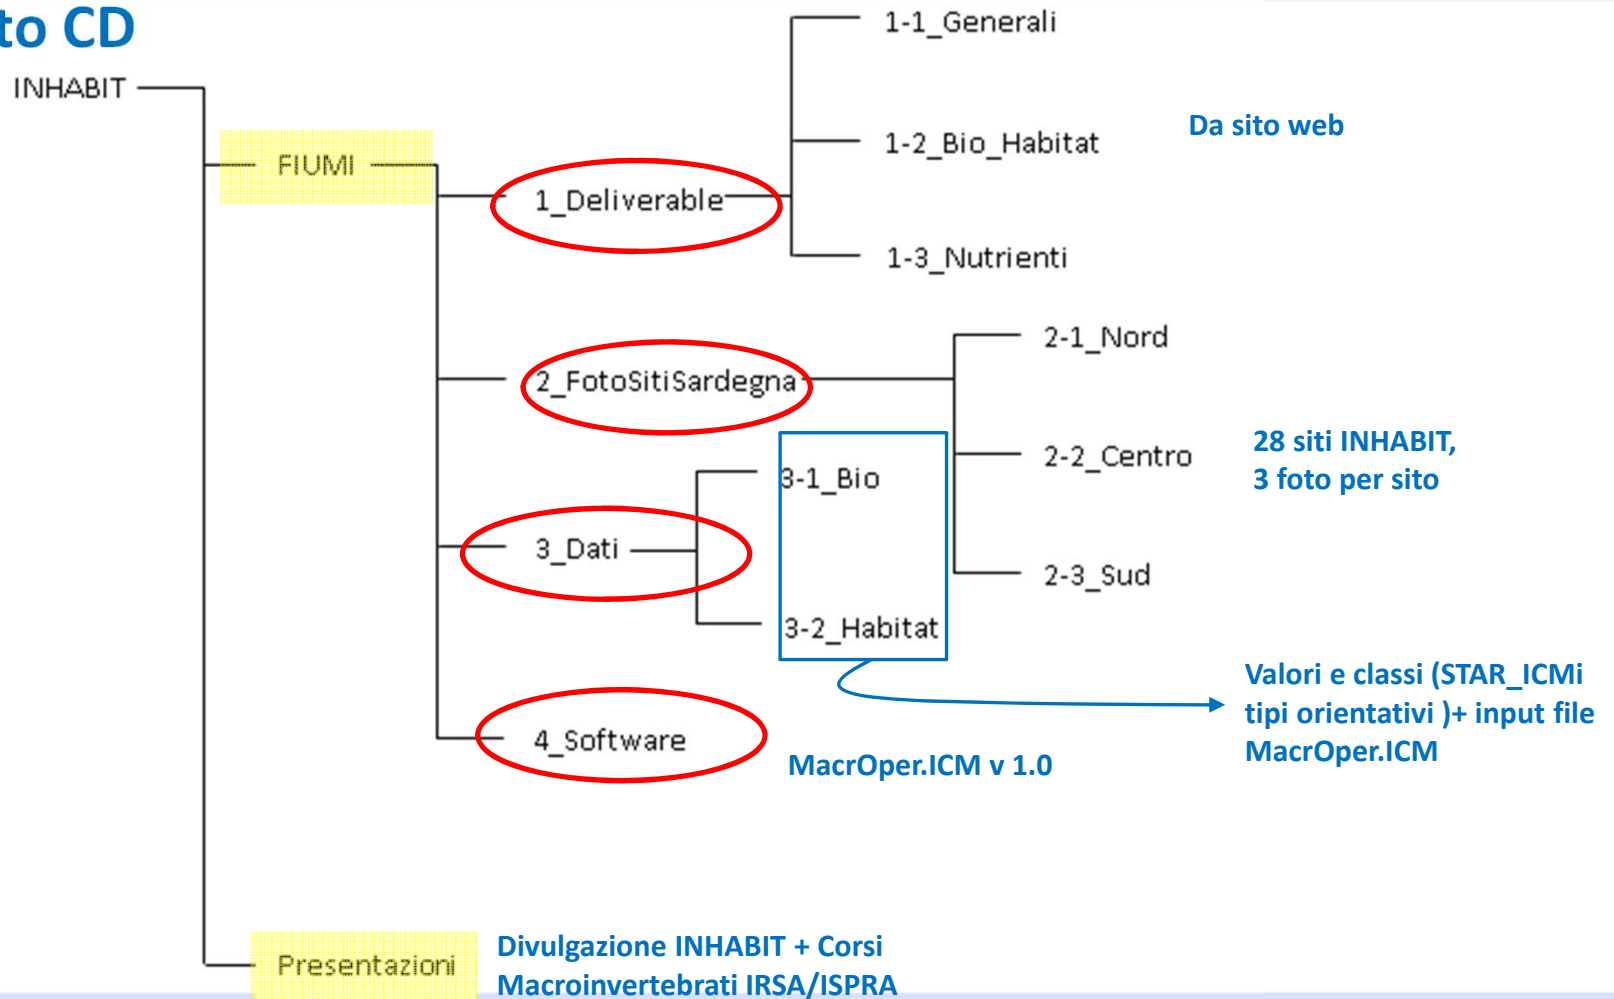 to CD
INHABIT
FIUMI
1_Deliverable
1-1_Generali
1-2_Bio_Habitat
1-3_Nutrienti
Da sito web
2_FotoSitiSardegna
2-1_Nord
2-2_Centro
2-3_Sud
28 siti INHABIT,
3 foto per sito
3_Dati
3-1_Bio
3-2_Habitat
Valori e classi (STAR_ICMi
tipi orientativi )+ input file
MacrOper.ICM
4_Software
MacrOper.ICM v 1.0
Presentazioni
Divulgazione INHABIT + Corsi
Macroinvertebrati IRSA/ISPRA